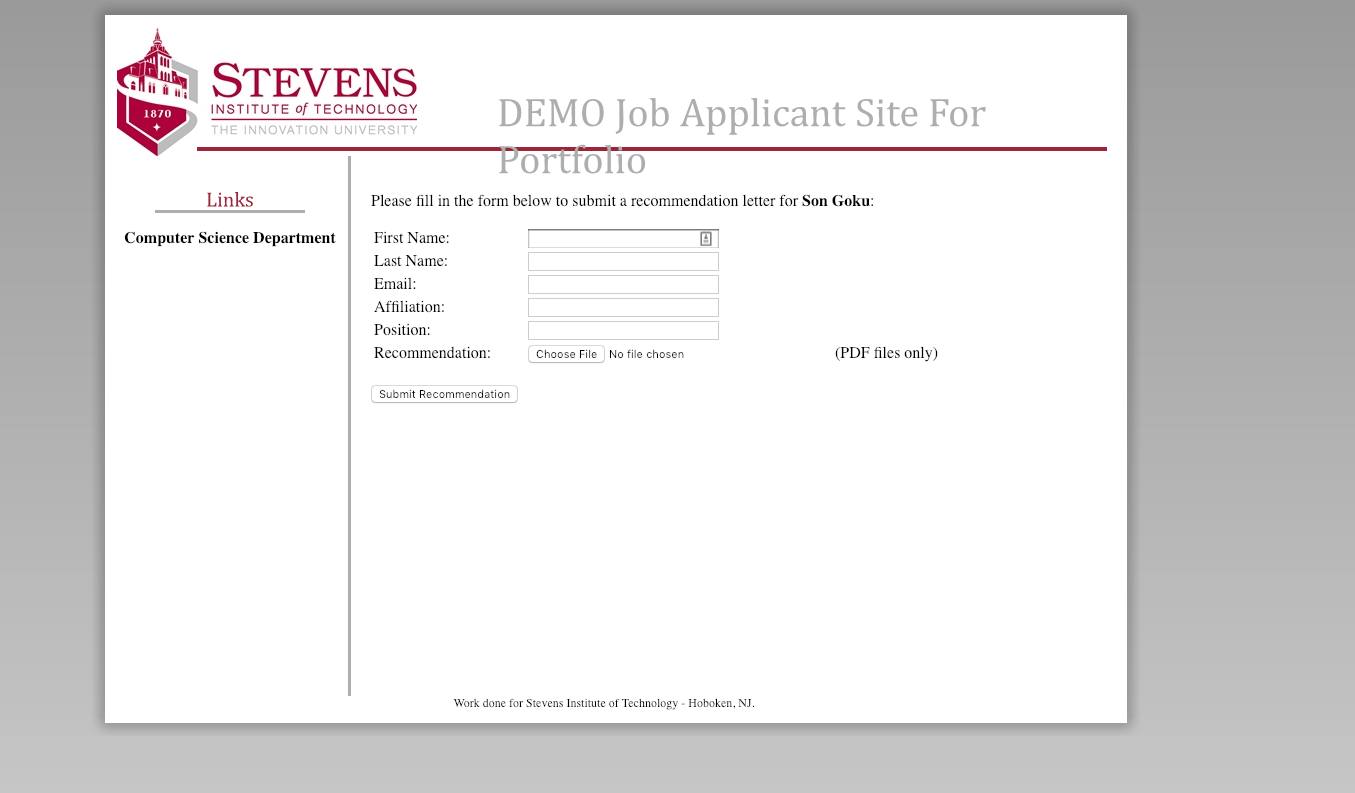 STEVENS
INSTITUTE of TECHNOLOGY
THE INNOVATION UNIVERSITY
1870
DEMO Job Applicant Site For
Portfolio
Links
Computer Science Department
Please fill in the form below to submit a recommendation letter for Son Goku:
First Name:
Last Name:
Email:
Affiliation:
Position:
Recommendation: Choose File No file chosen (PDF files only)
Submit Recommendation
Work done for Stevens Institute of Technology - Hoboken, NJ.